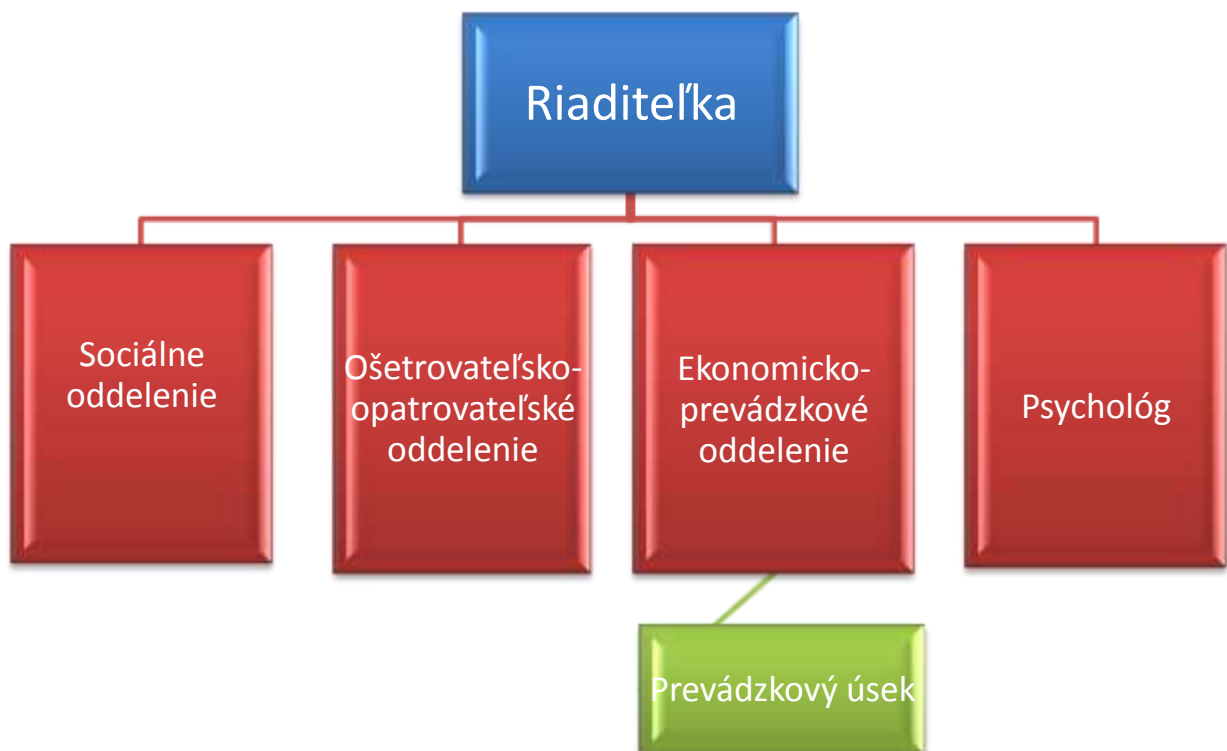 Riaditeľka
Sociálne
oddelenie
Ošetrovateľsko-
opatrovateľské
oddelenie
Ekonomicko-
prevádzkové
oddelenie
Psychológ
Prevádzkový úsek